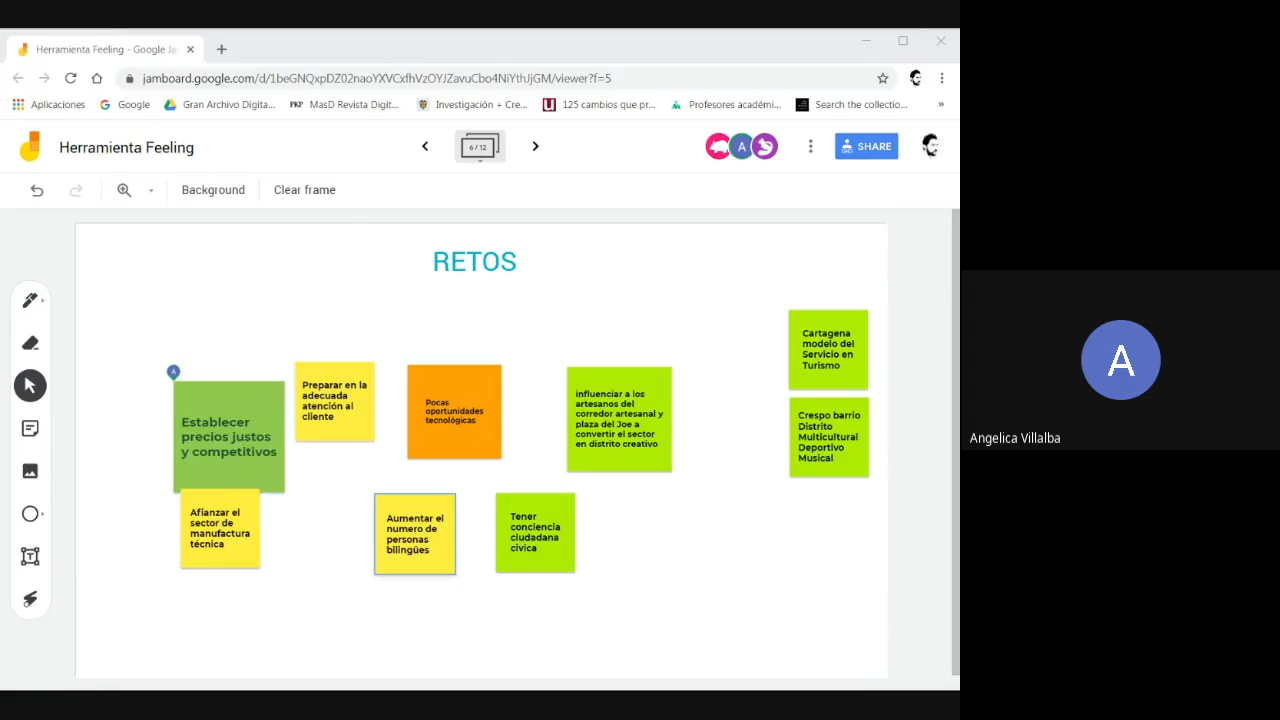 Herramienta Feeling - Google Ja
jamboard.google.com/d/1beGNQxpDZ02naoYXVCxfhVzOYJZavuCbo4NiYthJjGM/viewer?f=5
Aplicaciones
Google
Gran Archivo Digita...
PKP
MasD Revista Digit...
Investigación + Cre...
U
125 cambios que pr...
Profesores académi...
Search the collectio...
»
Herramienta Feeling
6 / 12
A
SHARE
Background
Clear frame
RETOS
Cartagena
modelo del
Servicio en
Turismo
A
Establecer
precios justos
y competitivos
Preparar en la
adecuada
atención al
cliente
Pocas
oportunidades
tecnológicas
influenciar a los
artesanos del
corredor artesanal y
plaza del Joe a
convertir el sector
en distrito creativo
Crespo barrio
Distrito
Multicultural
Deportivo
Musical
Afianzar el
sector de
manufactura
técnica
Aumentar el
numero de
personas
bilingües
Tener
conciencia
ciudadana
cívica
T
A
Angelica Villalba